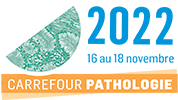 2022
16 au 18 novembre
CARREFOUR PATHOLOGIE